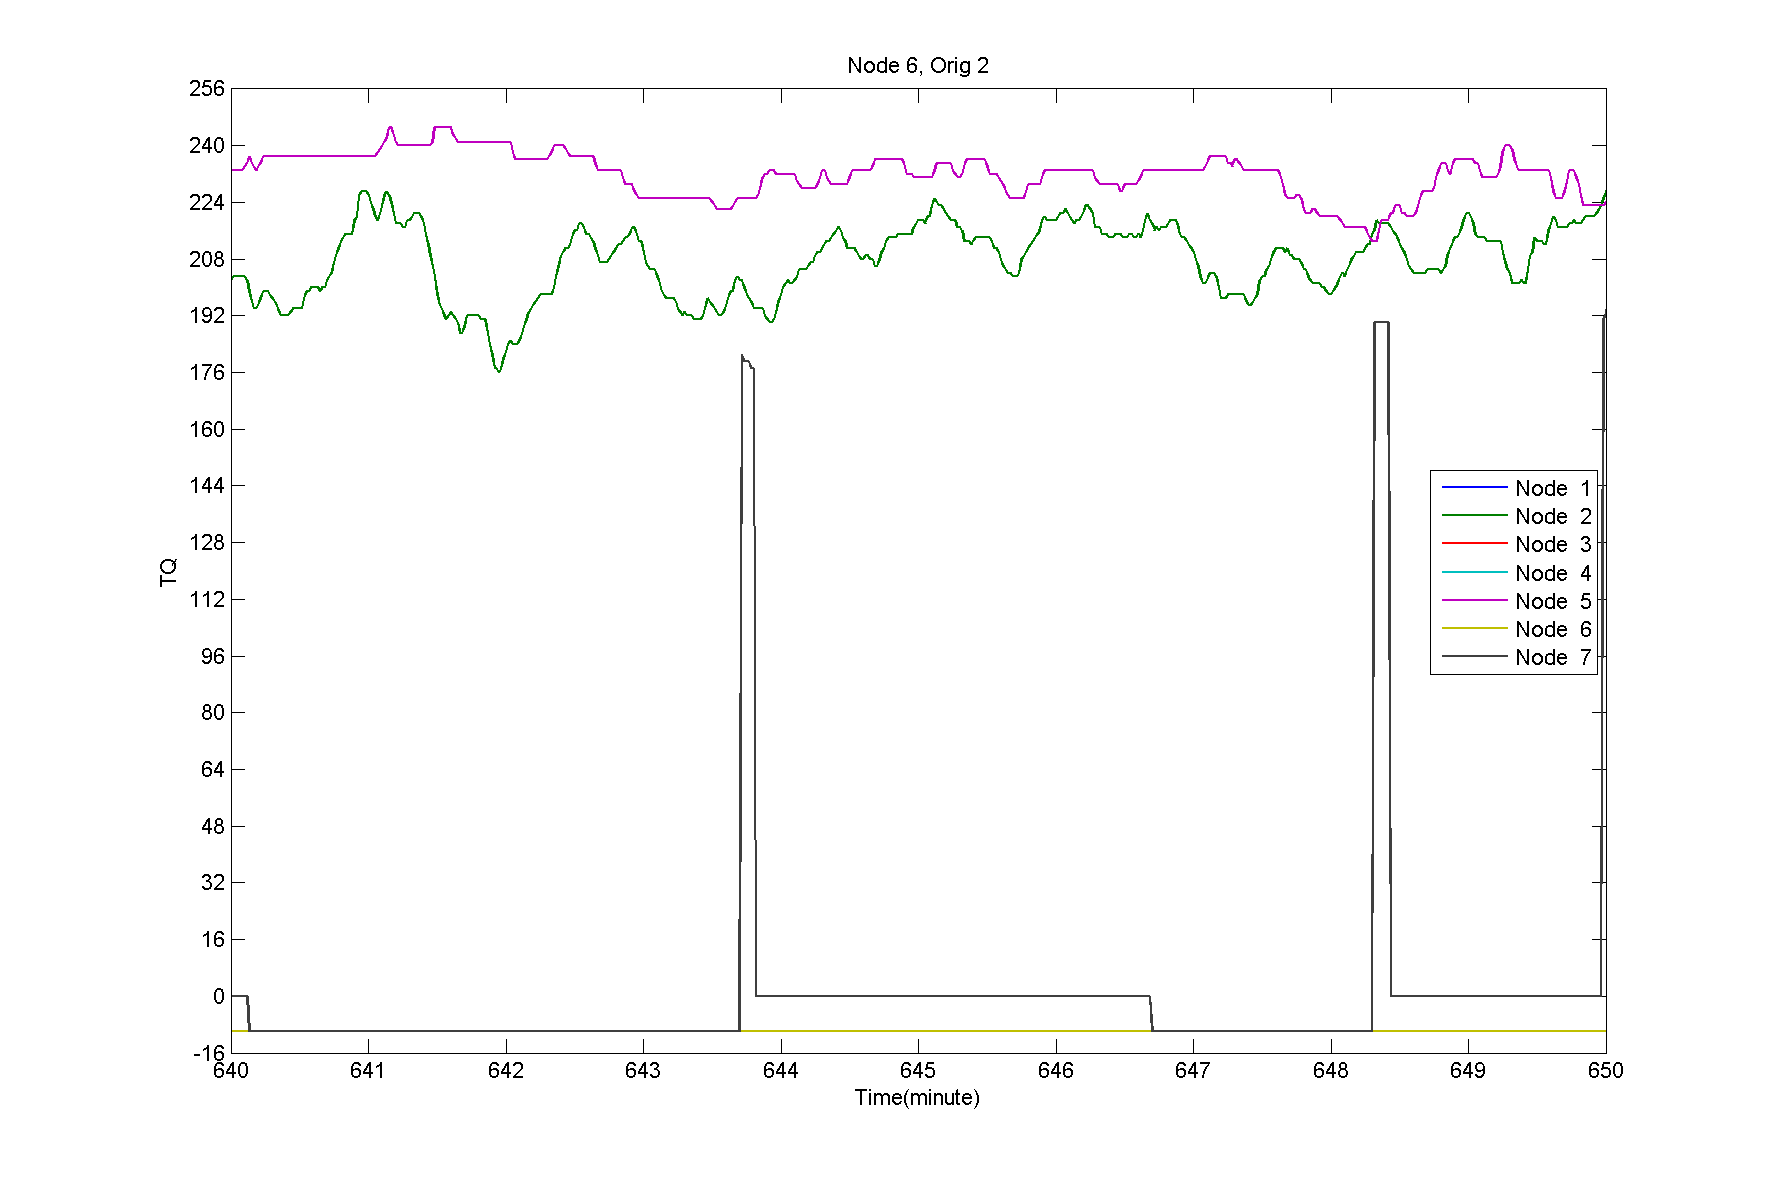 Node 6, Orig 2
256
240
224
208
192
176
160
144
128
112
96
80
64
48
32
16
0
-16
TQ
Node 1
Node 2
Node 3
Node 4
Node 5
Node 6
Node 7
640 641 642 643 644 645 646 647 648 649 650
Time(minute)